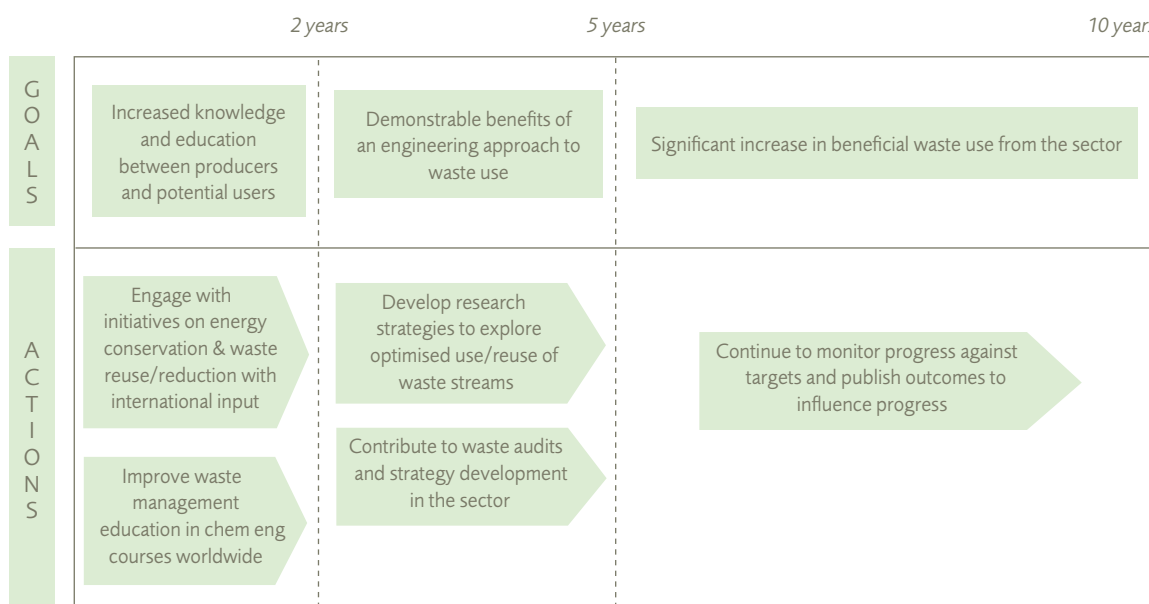 2 years
5 years
10 years
GOALS
Increased knowledge
and education
between producers
and potential users
Demonstrable benefits of
an engineering approach to
waste use
Significant increase in beneficial waste use from the sector
ACTIONS
Engage with
initiatives on energy
conservation & waste
reuse/reduction with
international input
Improve waste
management
education in chem eng
courses worldwide
Develop research
strategies to explore
optimised use/reuse of
waste streams
Contribute to waste audits
and strategy development
in the sector
Continue to monitor progress against
targets and publish outcomes to
influence progress